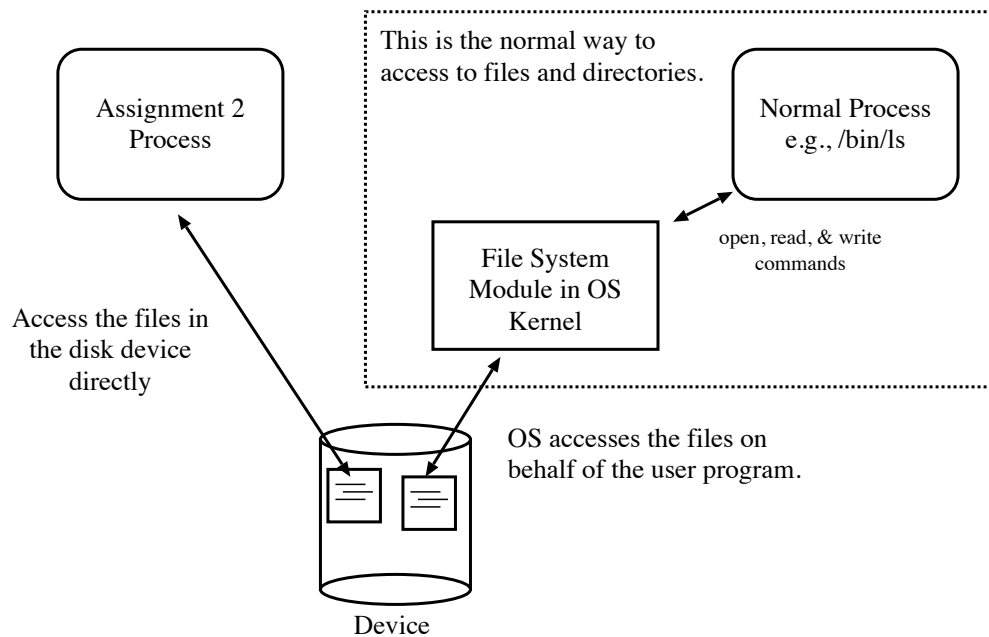 This is the normal way to
access to files and directories.
Assignment 2
Process
Normal Process
e.g., /bin/ls
open, read, & write
commands
File System
Module in OS
Kernel
Access the files in
the disk device
directly
OS accesses the files on
behalf of the user program.
Device